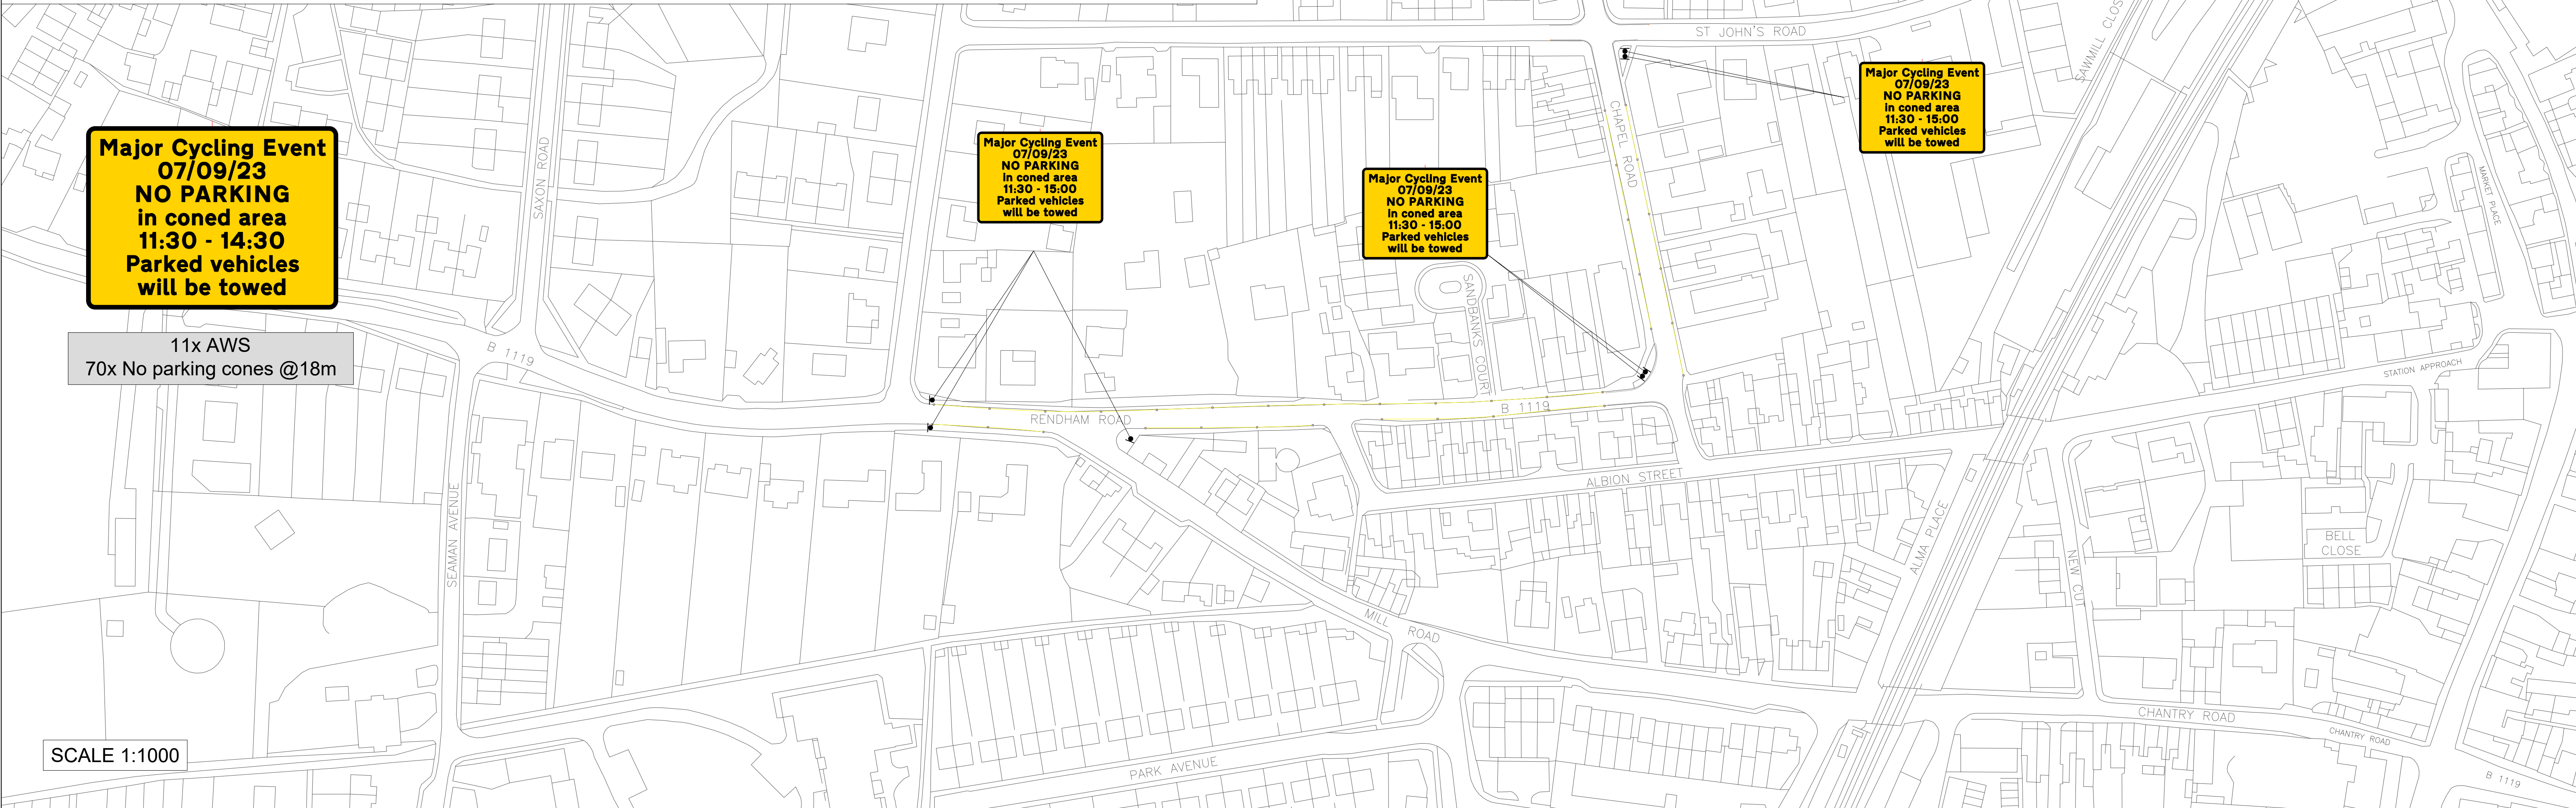 ST JOHN'S ROAD
SAWMILL CLOS
Major Cycling Event
07/09/23
NO PARKING
in coned area
11:30 - 15:00
Parked vehicles
will be towed
CHAPEL ROAD
Major Cycling Event
07/09/23
NO PARKING
in coned area
11:30 - 14:30
Parked vehicles
will be towed
SAXON ROAD
Major Cycling Event
07/09/23
NO PARKING
in coned area
11:30 - 15:00
Parked vehicles
will be towed
Major Cycling Event
07/09/23
NO PARKING
in coned area
11:30 - 15:00
Parked vehicles
will be towed
MARKET PLACE
SANDBANKS COURT
11x AWS
70x No parking cones @18m
B 1119
STATION APPROACH
RENDHAM ROAD
B 1119
ALBION STREET
SEAMAN AVENUE
ALMA PLACE
NEW CU
BELL
CLOSE
MILL ROAD
CHANTRY ROAD
CHANTRY ROAD
SCALE 1:1000
PARK AVENUE
B 1119